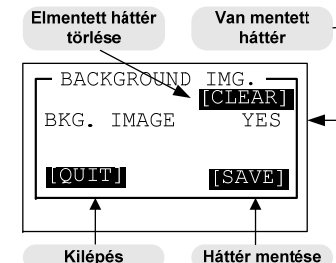 Elmentett háttér
törlése
Van mentett
háttér
BACKGROUND IMG.
[CLEAR]
BKG. IMAGE YES
[QUIT] [SAVE]
Kilépés
Háttér mentése